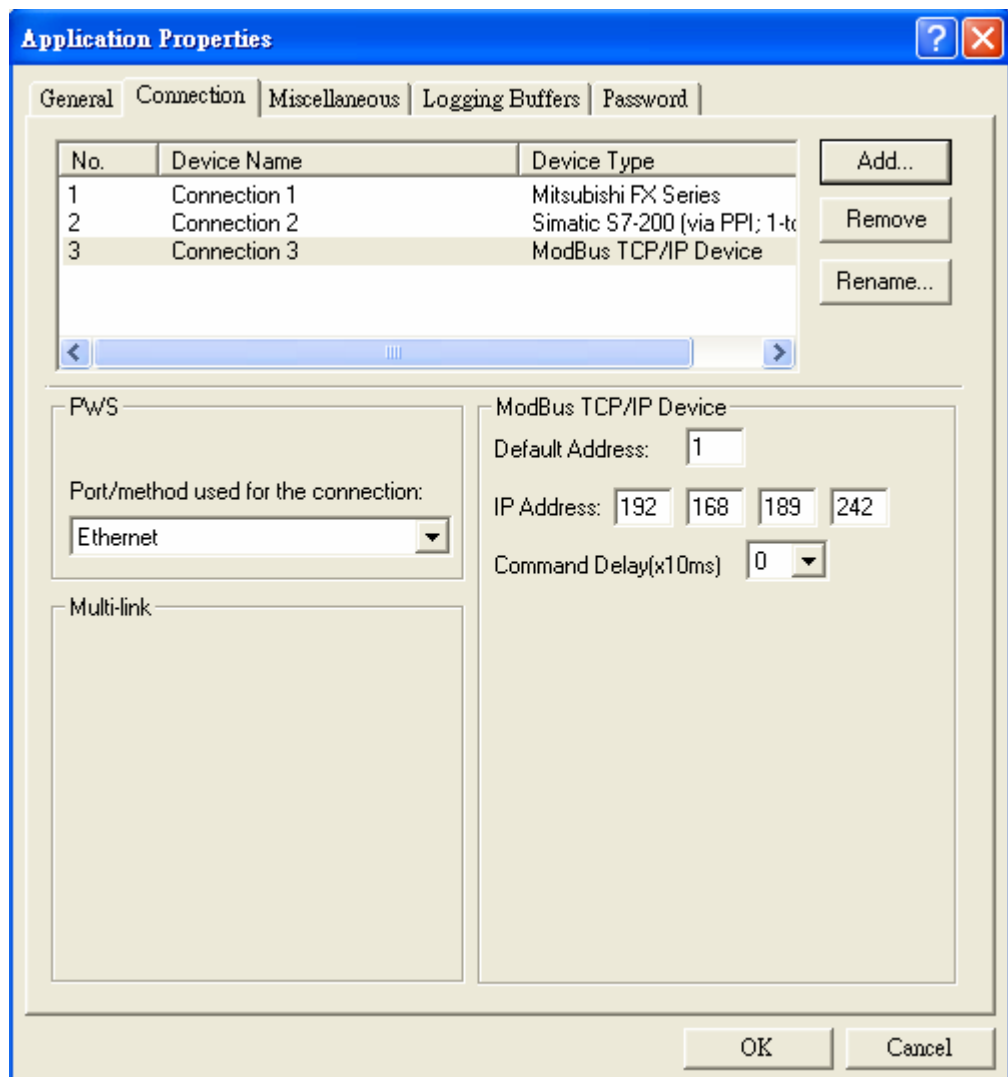 Application Properties
General Connection Miscellaneous Logging Buffers Password
No. Device Name Device Type
1 Connection 1 Mitsubishi FX Series
2 Connection 2 Simatic S7-200 (via PPI; 1-to
3 Connection 3 ModBus TCP/IP Device
Add...
Remove
Rename...
PWS
Port/method used for the connection:
Ethernet
Multi-link
ModBus TCP/IP Device
Default Address: 1
IP Address: 192 168 189 242
Command Delay(x10ms) 0
OK Cancel